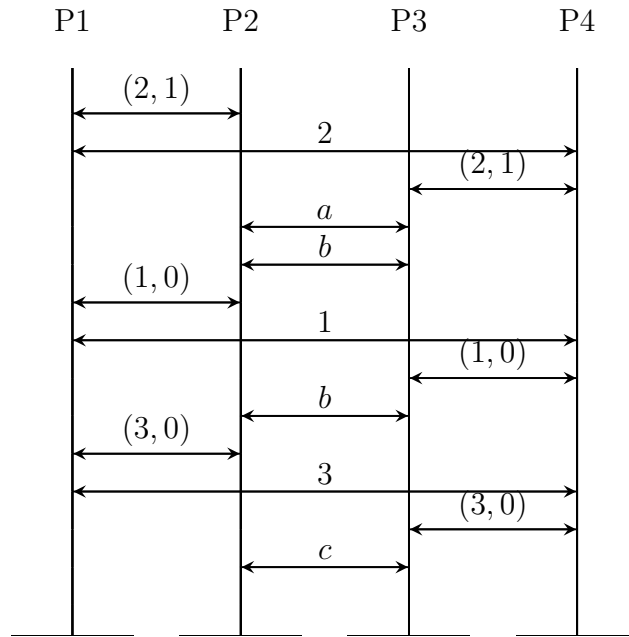 P1 P2 P3 P4
(2, 1)
2
(2, 1)
a
b
(1, 0)
1
(1, 0)
b
(3, 0)
3
(3, 0)
c